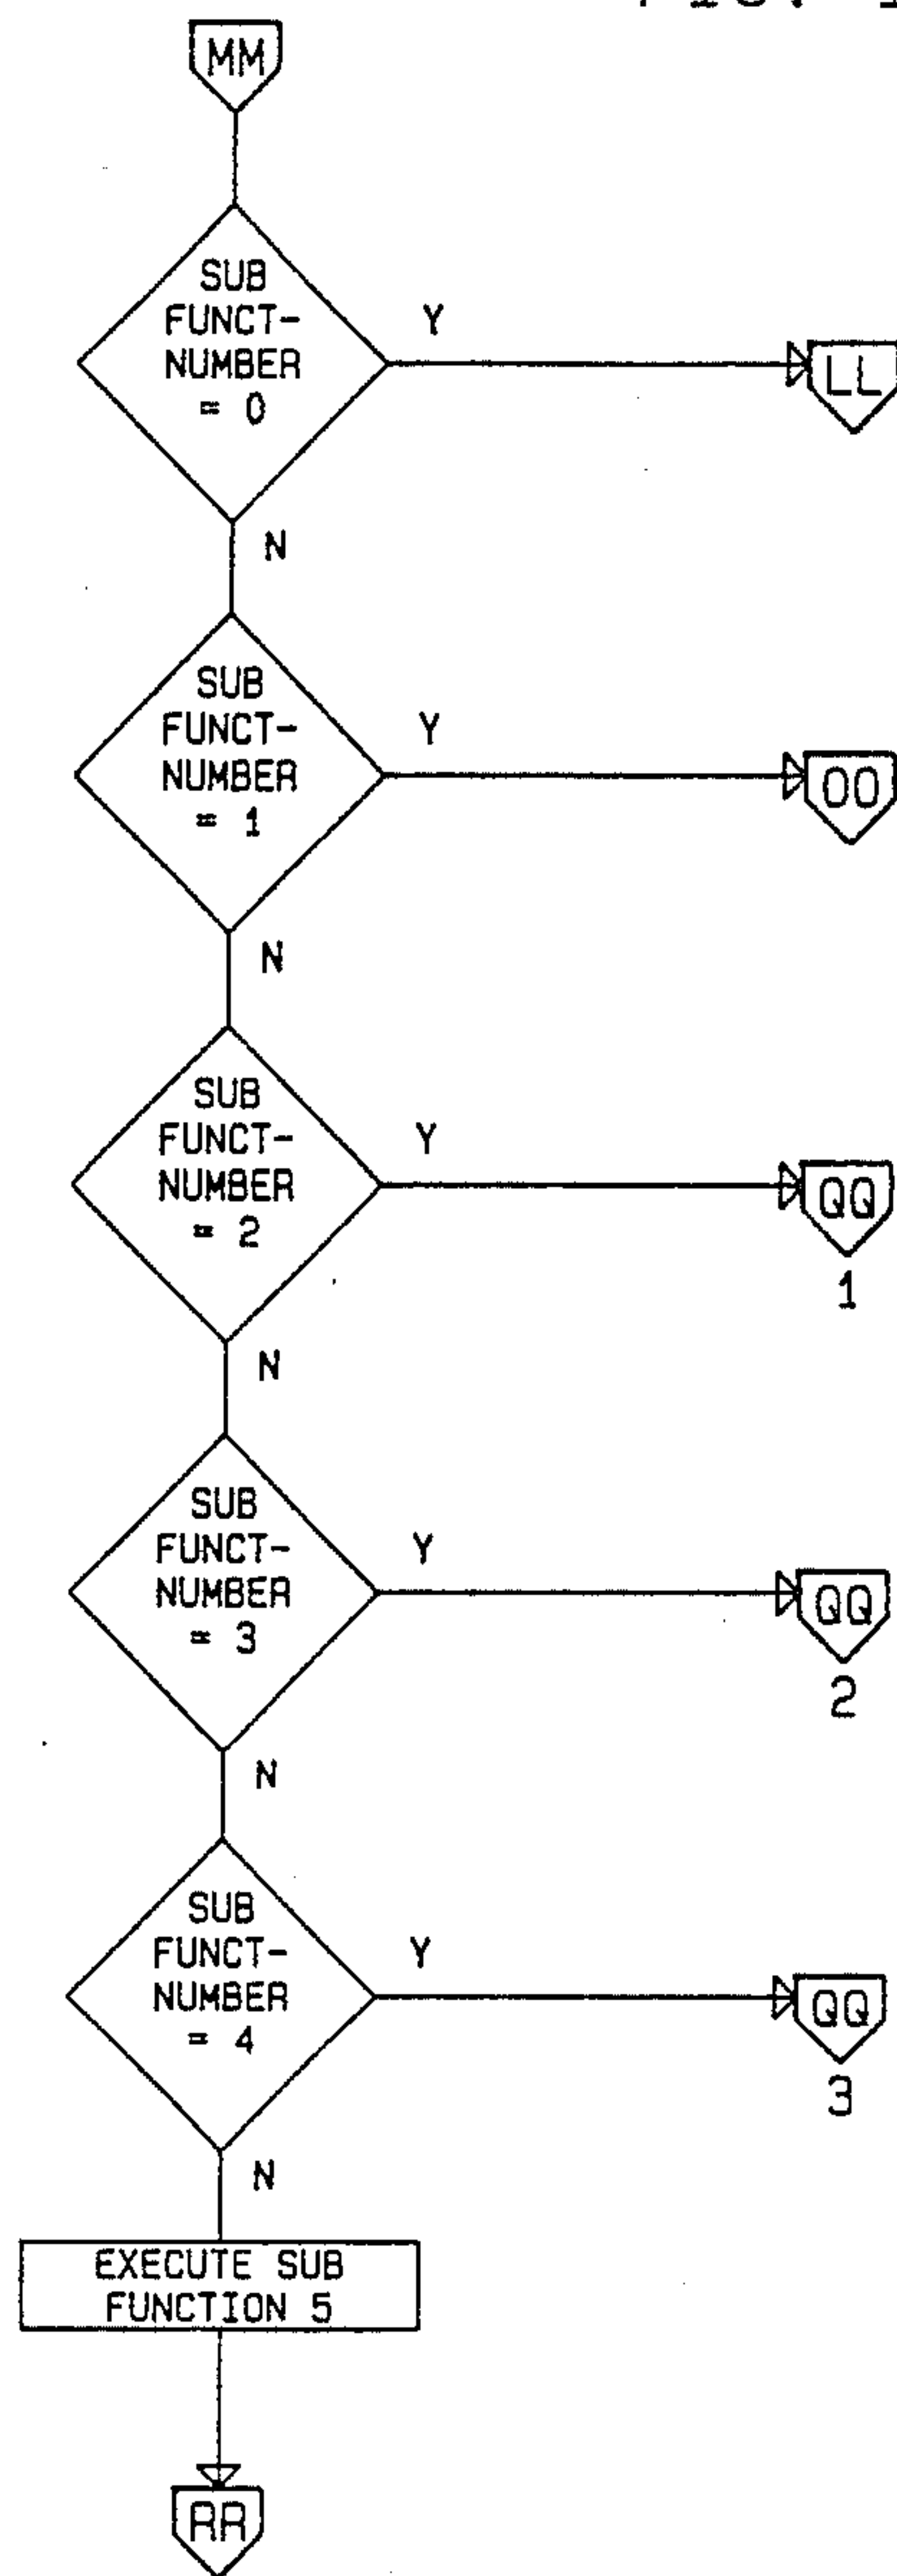 MM
SUB
FUNCT-
NUMBER
= 0
Y
LL
N
SUB
FUNCT-
NUMBER
= 1
Y
OO
N
SUB
FUNCT-
NUMBER
= 2
Y
QQ
1
N
SUB
FUNCT-
NUMBER
= 3
Y
QQ
2
N
SUB
FUNCT-
NUMBER
= 4
Y
QQ
3
N
EXECUTE SUB
FUNCTION 5
RR